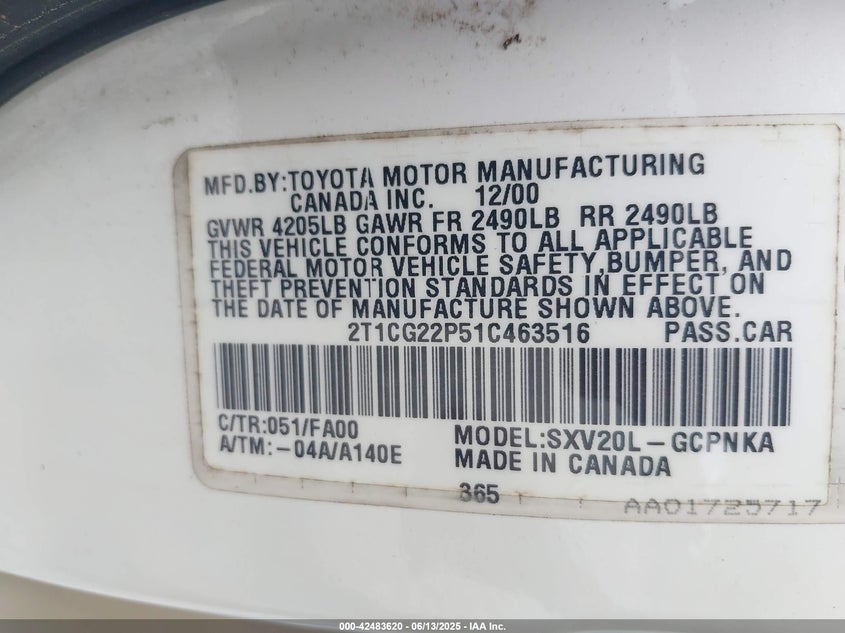 MFD.BY:TOYOTA MOTOR MANUFACTURING
CANADA INC. 12/00
GVWR 4205LB GAWR FR 2490LB RR 2490LB
THIS VEHICLE CONFORMS TO ALL APPLICABLE
FEDERAL MOTOR VEHICLE SAFETY,BUMPER, AND
THEFT PREVENTION STANDARDS IN EFFECT ON
THE DATE OF MANUFACTURE SHOWN ABOVE.
2T1CG22P51C463516 PASS.CAR
C/TR:051/FA00
A/TM:-04A/A140E
MODEL:SXV20L-GCPNKA
MADE IN CANADA
365
AA01725717
000-42483620 - 06/13/2025 - IAA Inc.